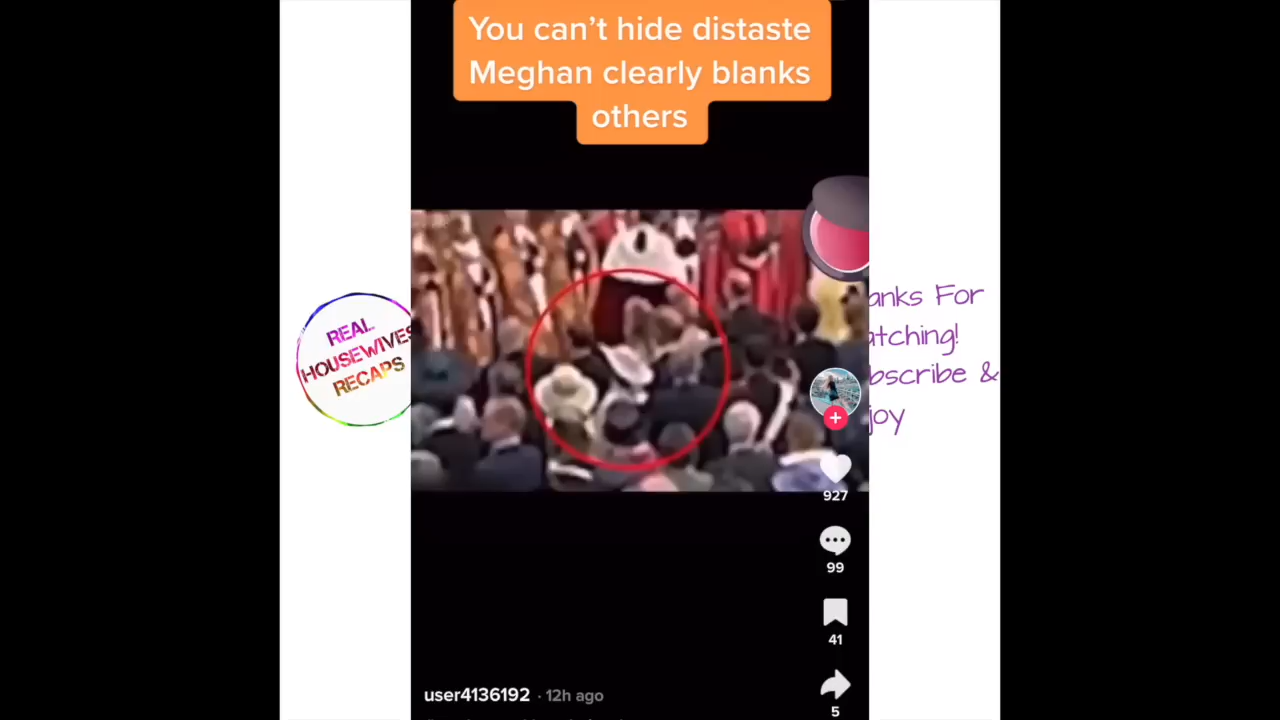 You can’t hide distaste
Meghan clearly blanks
others
REAL
HOUSEWIVES
RECAPS
anks For
atching!
bscribe &
joy
927
99
41
5
user4136192 · 12h ago